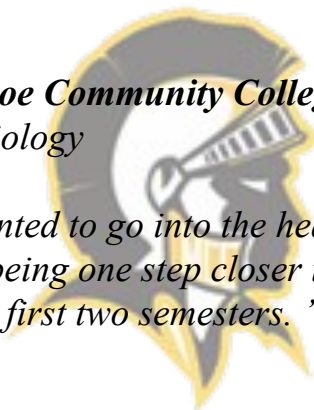 oe Community Colleg
iology
nted to go into the hea
being one step closer
first two semesters. ”